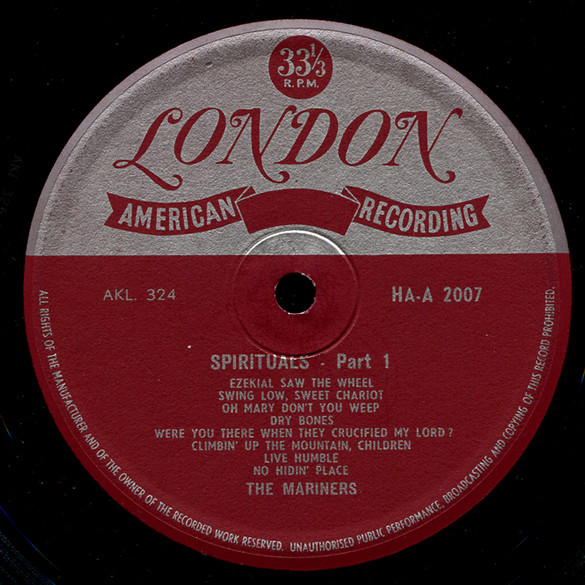 33⅓
R.P.M.
LONDON
AMERICAN RECORDING
AKL. 324
HA-A 2007
SPIRITUALS - Part 1
EZEKIAL SAW THE WHEEL
SWING LOW, SWEET CHARIOT
OH MARY DON'T YOU WEEP
DRY BONES
WERE YOU THERE WHEN THEY CRUCIFIED MY LORD?
CLIMBIN' UP THE MOUNTAIN, CHILDREN
LIVE HUMBLE
NO HIDIN' PLACE
THE MARINERS
ALL RIGHTS OF THE MANUFACTURER AND OF THE OWNER OF THE RECORDED WORK RESERVED. UNAUTHORISED PUBLIC PERFORMANCE, BROADCASTING AND COPYING OF THIS RECORD PROHIBITED.